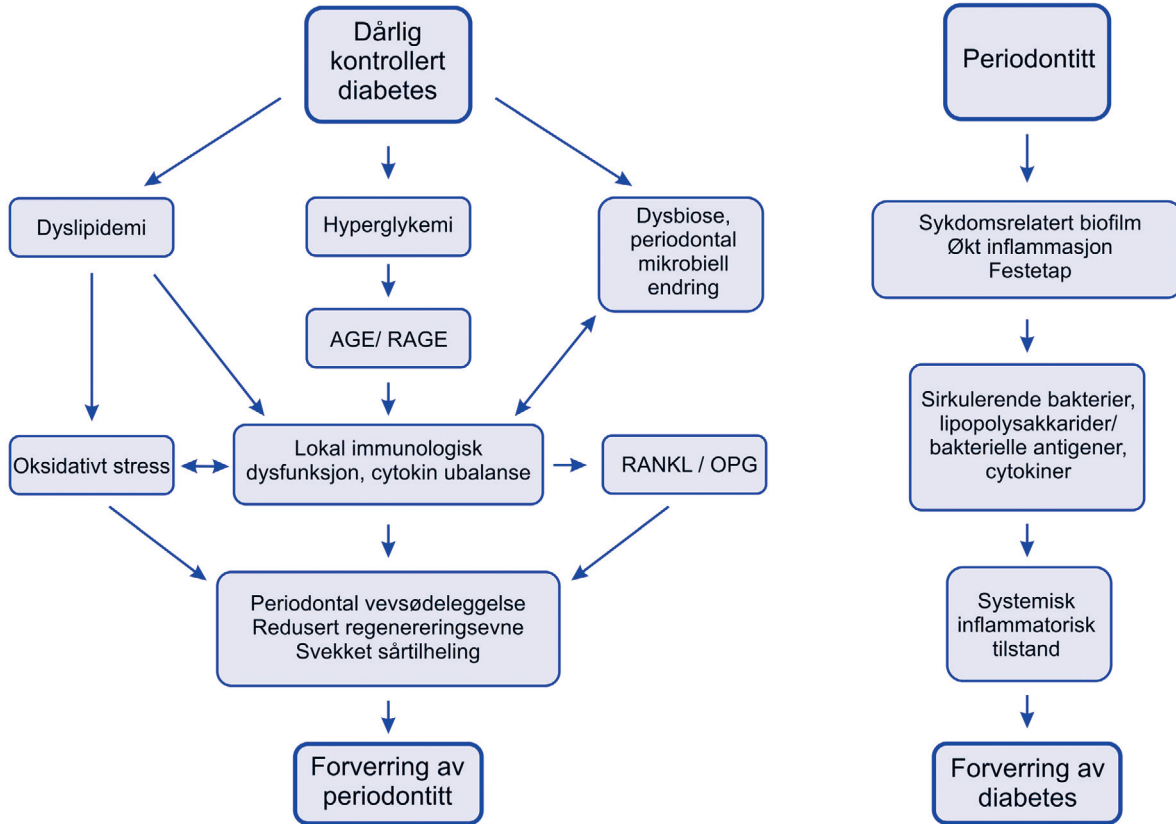 Dårlig
kontrollert
diabetes
Dyslipidemi
Hyperglykemi
Dysbiose,
periodontal
mikrobiell
endring
AGE/ RAGE
Oksidativt stress
Lokal immunologisk
dysfunksjon, cytokin ubalanse
RANKL / OPG
Periodontal vevsødeleggelse
Redusert regenereringsevne
Svekket sårtilheling
Forverring av
periodontitt
Periodontitt
Sykdomsrelatert biofilm
Økt inflammasjon
Festetap
Sirkulerende bakterier,
lipopolysakkarider/
bakterielle antigener,
cytokiner
Systemisk
inflammatorisk
tilstand
Forverring av
diabetes